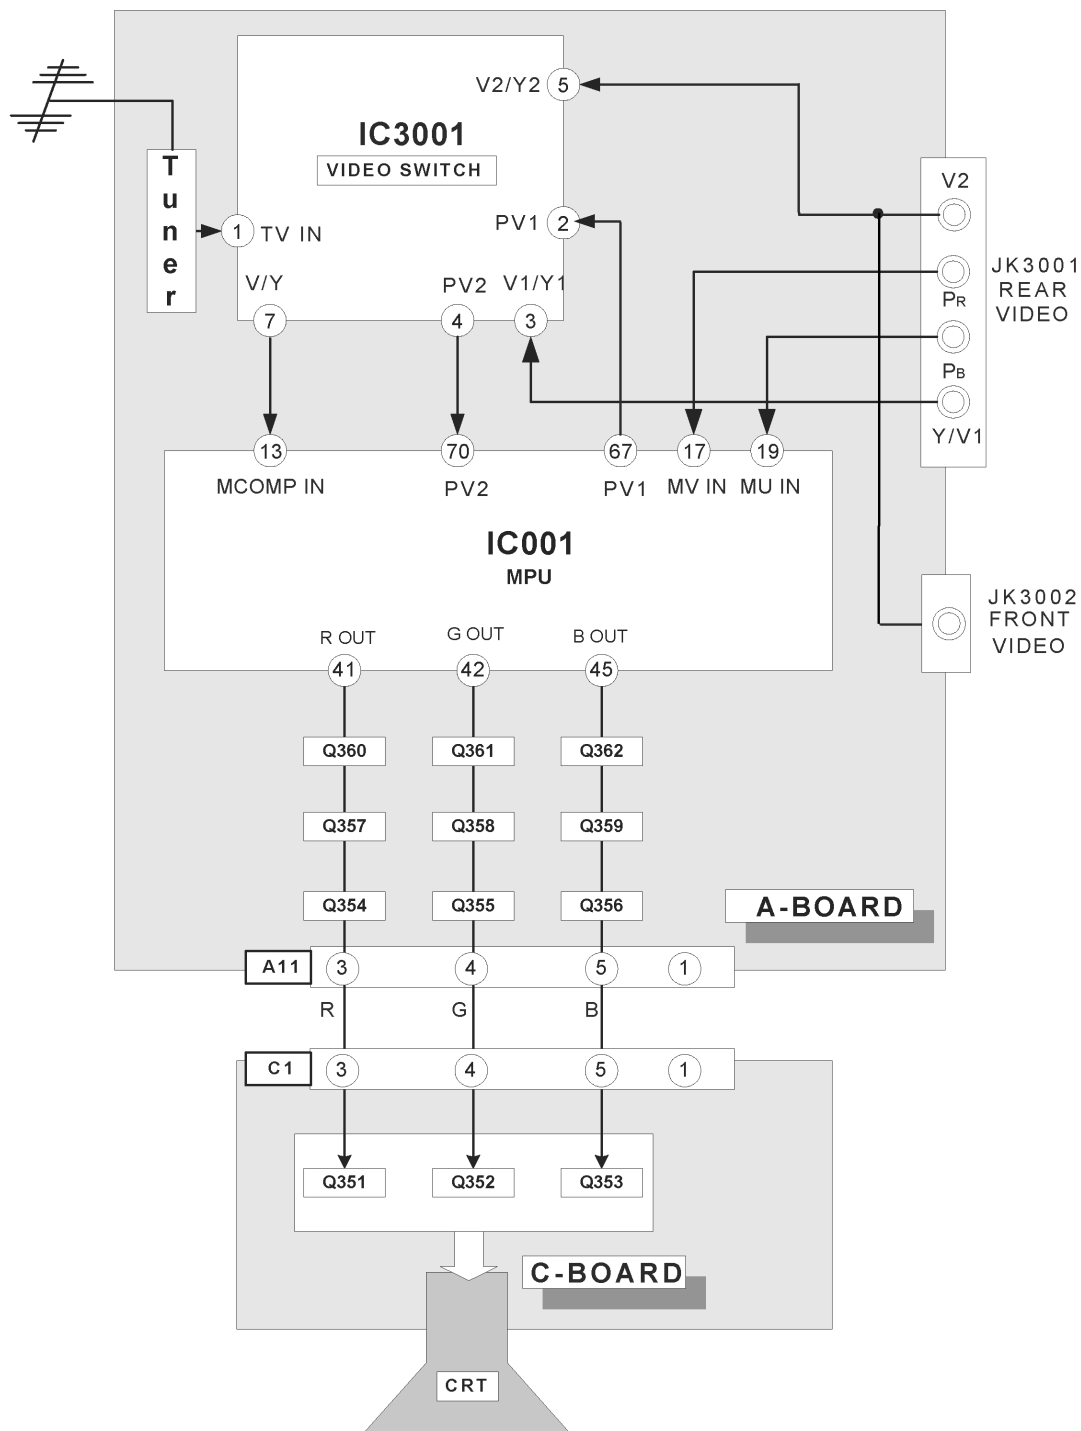 V2/Y2
5
IC3001
VIDEO SWITCH
Tuner
1
TV IN
PV1
2
V/Y
PV2
V1/Y1
7
4
3
V2
PR
PB
Y/V1
JK3001
REAR
VIDEO
13
70
67
17
19
MCOMP IN
PV2
PV1
MV IN
MU IN
IC001
MPU
JK3002
FRONT
VIDEO
R OUT
G OUT
B OUT
41
42
45
Q360
Q361
Q362
Q357
Q358
Q359
Q354
Q355
Q356
A-BOARD
A11
3
4
5
1
R
G
B
C1
3
4
5
1
Q351
Q352
Q353
C-BOARD
CRT